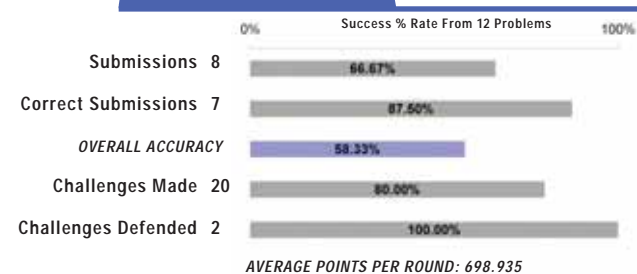 Success % Rate From 12 Problems
0% 100%
Submissions 8 66.67%
Correct Submissions 7 87.50%
OVERALL ACCURACY 58.33%
Challenges Made 20 80.00%
Challenges Defended 2 100.00%
AVERAGE POINTS PER ROUND: 698.935